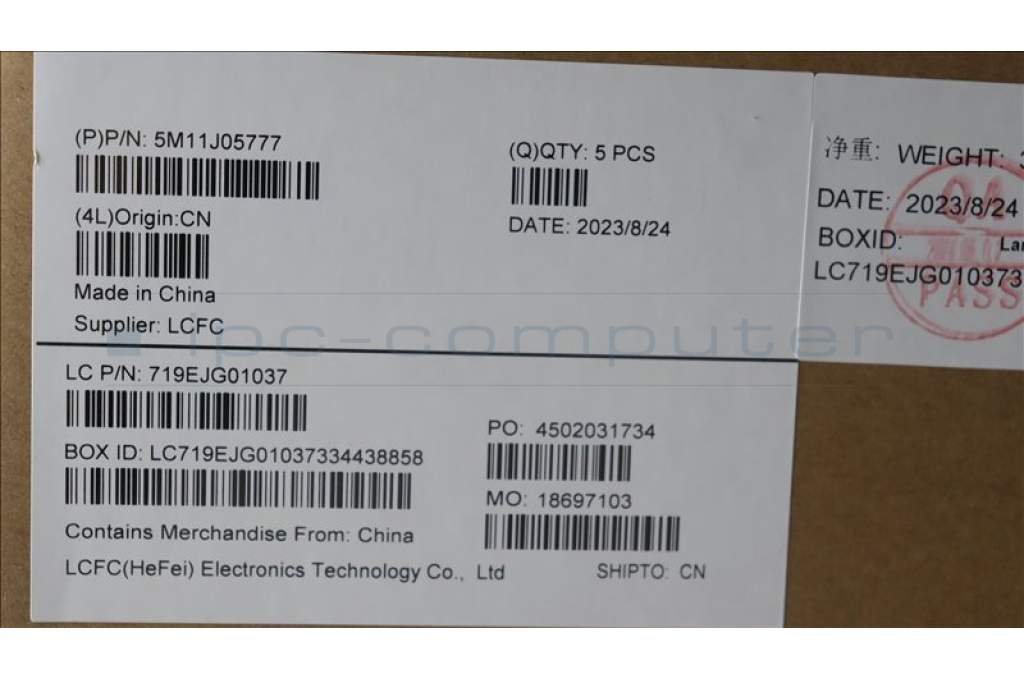 (P)P/N: 5M11J05777
(Q)QTY: 5 PCS
(4L)Origin:CN
DATE: 2023/8/24
Made in China
Supplier: LCFC
LC P/N: 719EJG01037
PO: 4502031734
BOX ID: LC719EJG01037334438858
MO: 18697103
Contains Merchandise From: China
LCFC(HeFei) Electronics Technology Co., Ltd
SHIPTO: CN
净重: WEIGHT:
DATE: 2023/8/24
BOXID:
LC719EJG010373
QA
PASS
ipc-computer